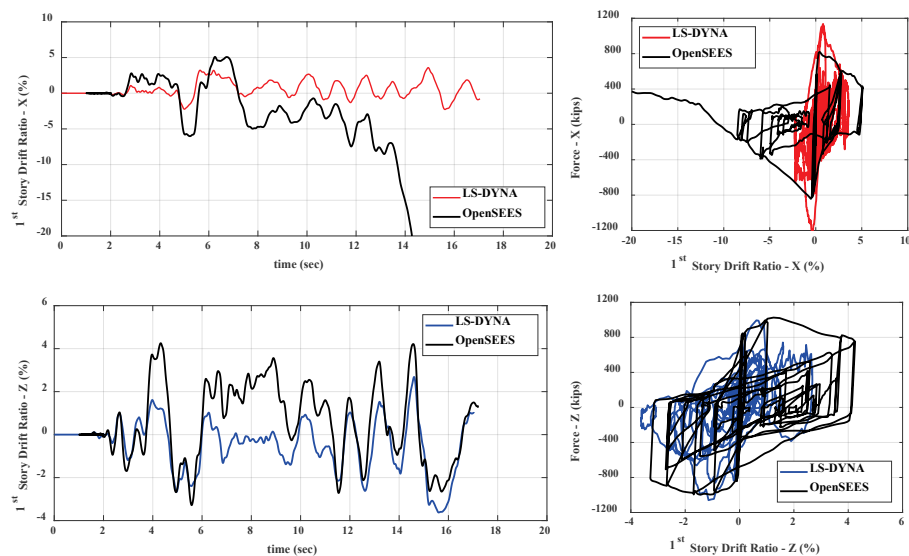 10
5
0
-5
-10
-15
-20
1st Story Drift Ratio - X (%)
LS-DYNA
OpenSEES
0 2 4 6 8 10 12 14 16 18 20
time (sec)
1200
800
400
0
-400
-800
-1200
Force - X (kips)
LS-DYNA
OpenSEES
-20 -15 -10 -5 0 5 10
1 st Story Drift Ratio - X (%)
6
4
2
0
-2
-4
1st Story Drift Ratio - Z (%)
LS-DYNA
OpenSEES
0 2 4 6 8 10 12 14 16 18 20
time (sec)
1200
800
400
0
-400
-800
-1200
Force - Z (kips)
LS-DYNA
OpenSEES
-4 -2 0 2 4 6
1 st Story Drift Ratio - Z (%)